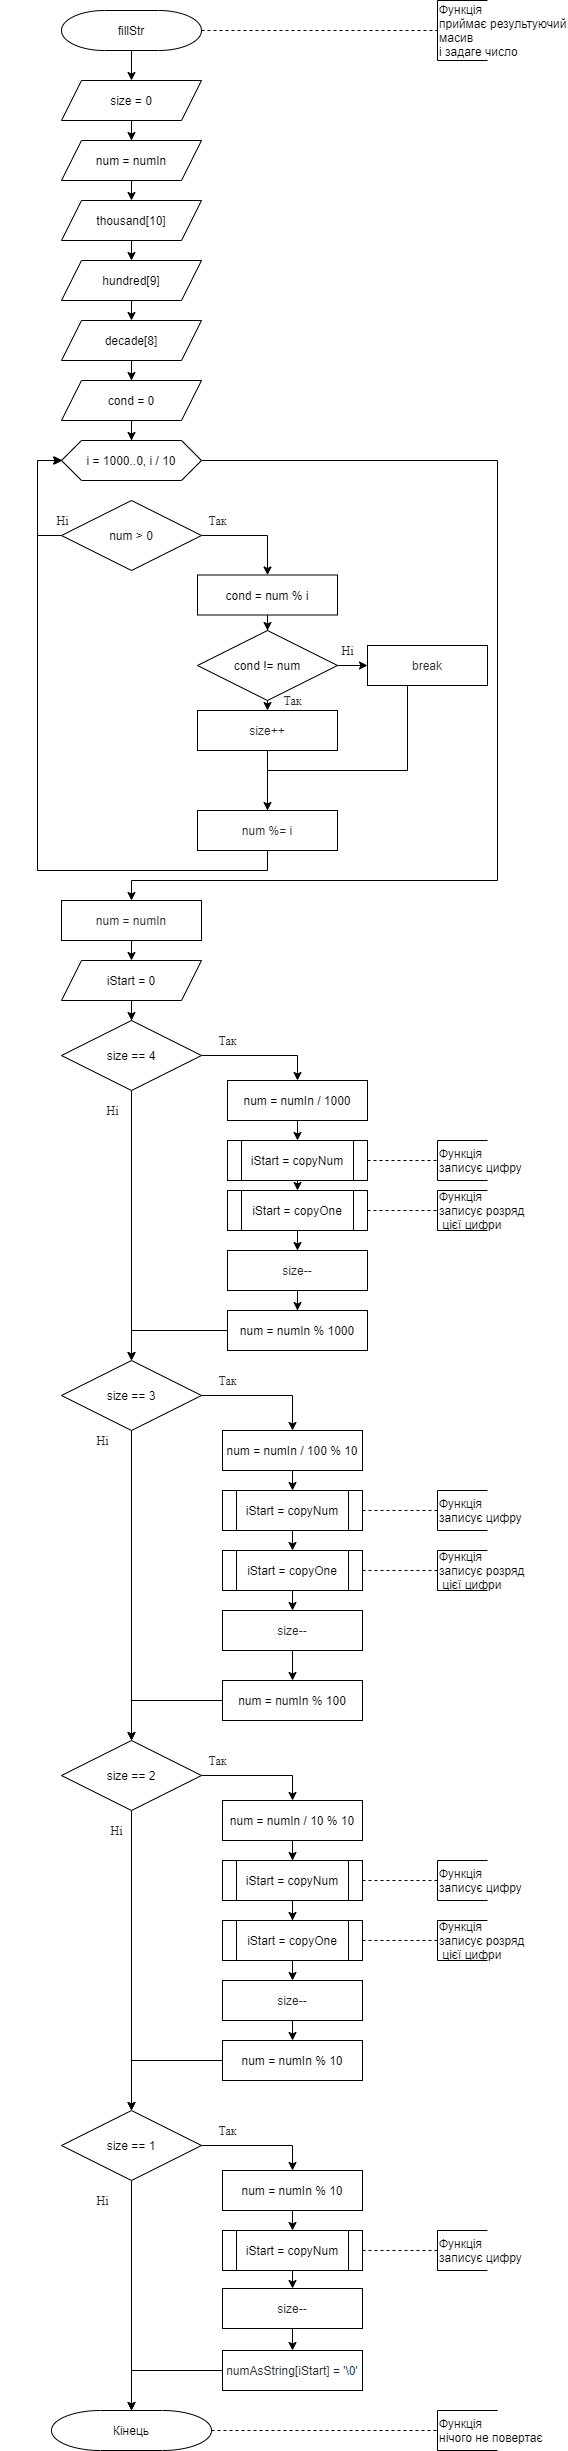 fillStr
Функція
приймає результуючий
масив
і задаге число
size = 0
num = numIn
thousand[10]
hundred[9]
decade[8]
cond = 0
i = 1000..0, i / 10
Ні
num > 0
Так
cond = num % i
cond != num
Ні
break
Так
size++
num %= i
num = numIn
iStart = 0
size == 4
Так
Ні
num = numIn / 1000
iStart = copyNum
Функція
записує цифру
iStart = copyOne
Функція
записує розряд
цієї цифри
size--
num = numIn % 1000
size == 3
Так
Ні
num = numIn / 100 % 10
iStart = copyNum
Функція
записує цифру
iStart = copyOne
Функція
записує розряд
цієї цифри
size--
num = numIn % 100
size == 2
Так
Ні
num = numIn / 10 % 10
iStart = copyNum
Функція
записує цифру
iStart = copyOne
Функція
записує розряд
цієї цифри
size--
num = numIn % 10
size == 1
Так
Ні
num = numIn % 10
iStart = copyNum
Функція
записує цифру
size--
numAsString[iStart] = '\0'
Кінець
Функція
нічого не повертає